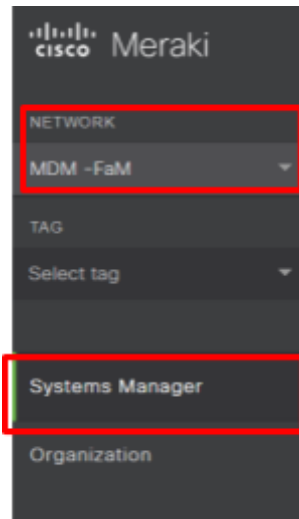 cisco Meraki
NETWORK
MDM -FaM
TAG
Select tag
Systems Manager
Organization